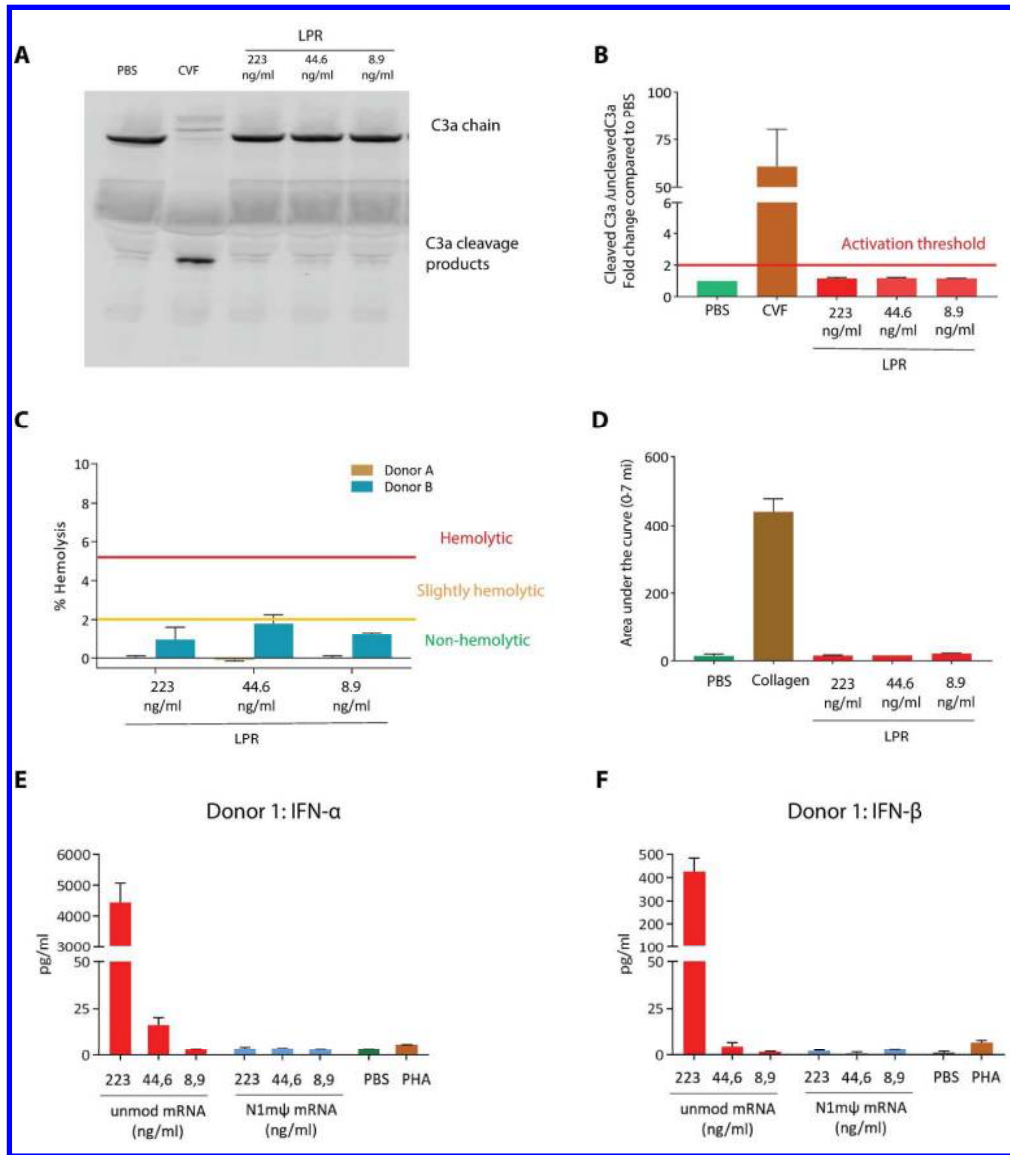 A
LPR
PBS
CVF
223
ng/ml
44.6
ng/ml
8.9
ng/ml
C3a chain
C3a cleavage
products
B
Cleaved C3a /uncleavedC3a
Fold change compared to PBS
100
75
50
6
4
2
0
Activation threshold
PBS
CVF
223
ng/ml
44.6
ng/ml
8.9
ng/ml
LPR
C
% Hemolysis
10
8
6
4
2
0
Donor A
Donor B
Hemolytic
Slightly hemolytic
Non-hemolytic
223
ng/ml
44.6
ng/ml
8.9
ng/ml
LPR
D
Area under the curve (0-7 mi)
600
400
200
0
PBS
Collagen
223
ng/ml
44.6
ng/ml
8.9
ng/ml
LPR
E
Donor 1: IFN-α
pg/ml
6000
5000
4000
3000
50
25
0
223 44,6 8,9 223 44,6 8,9 PBS PHA
unmod mRNA
(ng/ml)
N1mψ mRNA
(ng/ml)
F
Donor 1: IFN-β
pg/ml
500
400
300
200
100
50
25
0
223 44,6 8,9 223 44,6 8,9 PBS PHA
unmod mRNA
(ng/ml)
N1mψ mRNA
(ng/ml)